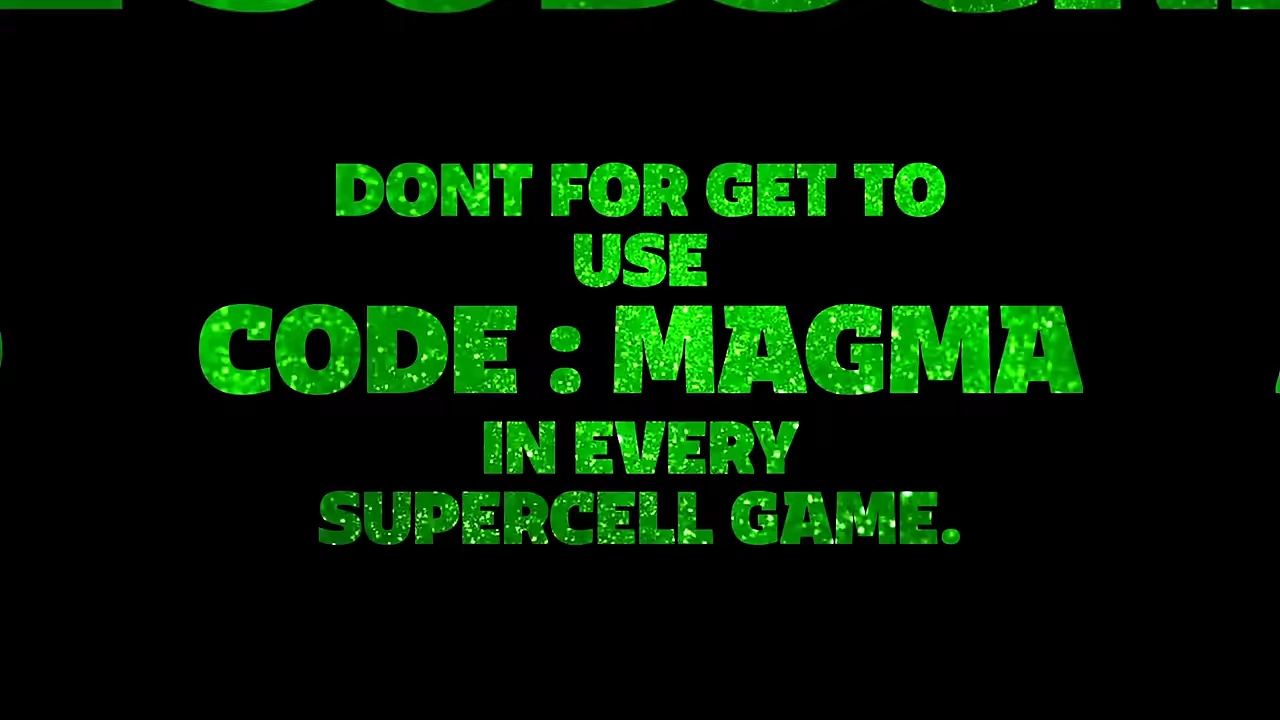 DONT FOR GET TO
USE
CODE : MAGMA
IN EVERY
SUPERCELL GAME.